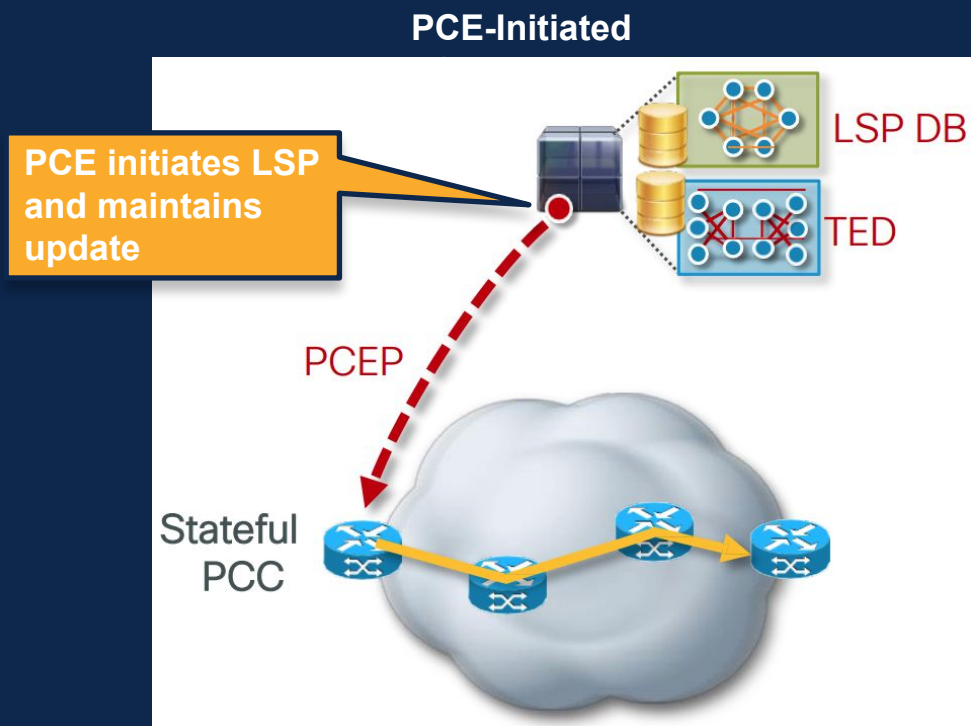 PCE-Initiated
LSP DB
PCE initiates LSP
and maintains
update
TED
PCEP
Stateful
PCC